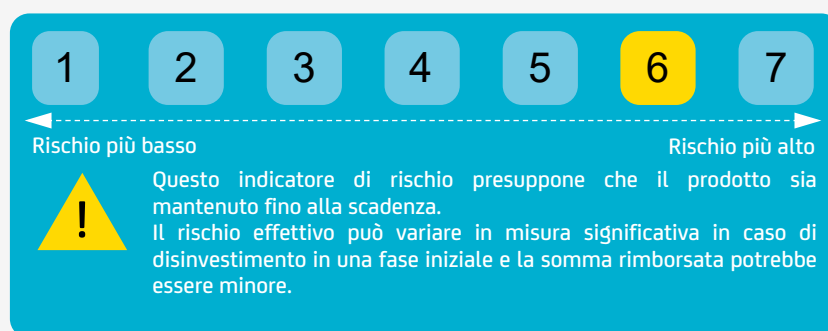 1 2 3 4 5 6 7
Rischio più basso Rischio più alto
!
Questo indicatore di rischio presuppone che il prodotto sia
mantenuto fino alla scadenza.
Il rischio effettivo può variare in misura significativa in caso di
disinvestimento in una fase iniziale e la somma rimborsata potrebbe
essere minore.